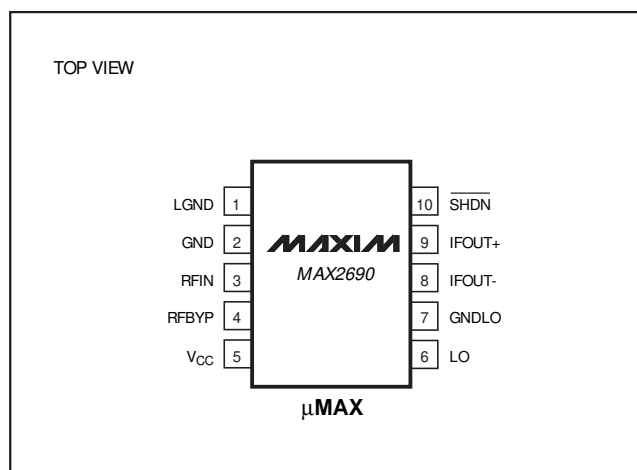 TOP VIEW
LGND 1
GND 2
RFIN 3
RFBYP 4
VCC 5
MAXIM
MAX2690
10 SHDN
9 IFOUT+
8 IFOUT-
7 GNDLO
6 LO
μMAX